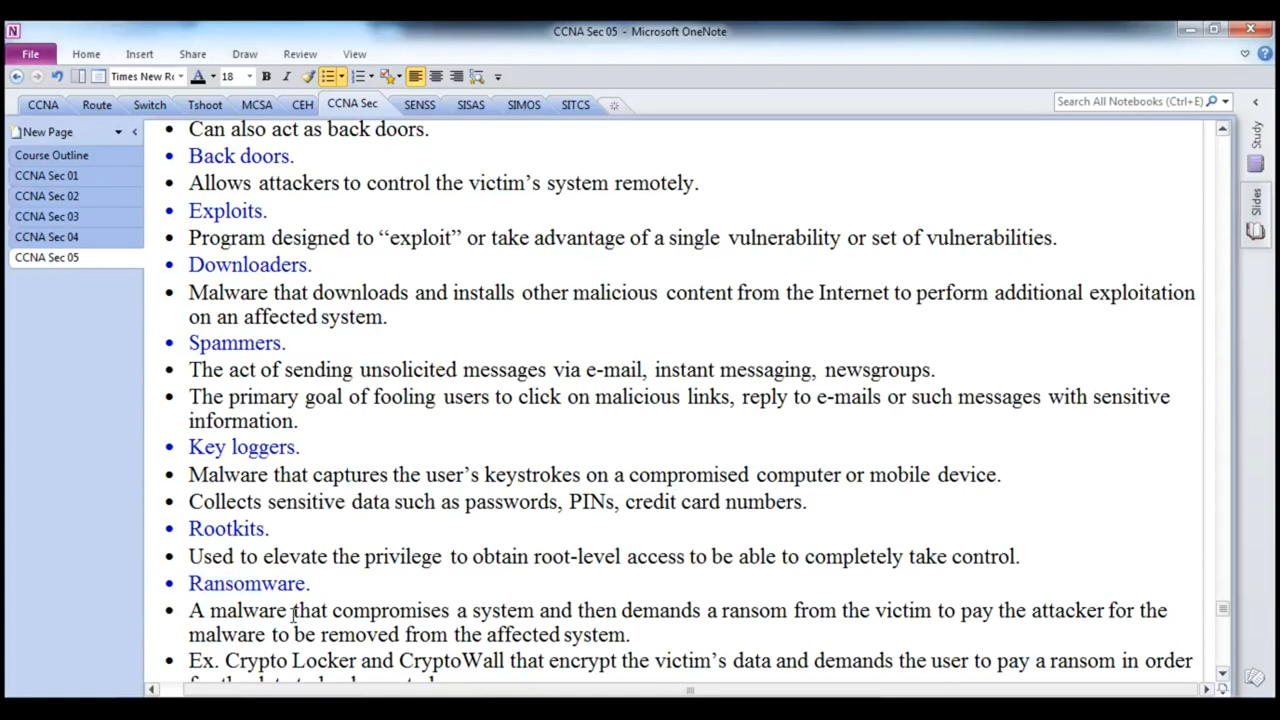 CCNA Sec 05 - Microsoft OneNote
File Home Insert Share Draw Review View
Times New Rc A 18 B I
CCNA Route Switch Tshoot MCSA CEH CCNA Sec SENSS SISAS SIMOS SITCS Search All Notebooks (Ctrl+E)
New Page
Course Outline
CCNA Sec 01
CCNA Sec 02
CCNA Sec 03
CCNA Sec 04
CCNA Sec 05
• Can also act as back doors.
• Back doors.
• Allows attackers to control the victim’s system remotely.
• Exploits.
• Program designed to “exploit” or take advantage of a single vulnerability or set of vulnerabilities.
• Downloaders.
• Malware that downloads and installs other malicious content from the Internet to perform additional exploitation
on an affected system.
• Spammers.
• The act of sending unsolicited messages via e-mail, instant messaging, newsgroups.
• The primary goal of fooling users to click on malicious links, reply to e-mails or such messages with sensitive
information.
• Key loggers.
• Malware that captures the user’s keystrokes on a compromised computer or mobile device.
• Collects sensitive data such as passwords, PINs, credit card numbers.
• Rootkits.
• Used to elevate the privilege to obtain root-level access to be able to completely take control.
• Ransomware.
• A malware that compromises a system and then demands a ransom from the victim to pay the attacker for the
malware to be removed from the affected system.
• Ex. Crypto Locker and CryptoWall that encrypt the victim’s data and demands the user to pay a ransom in order
Study
Slides